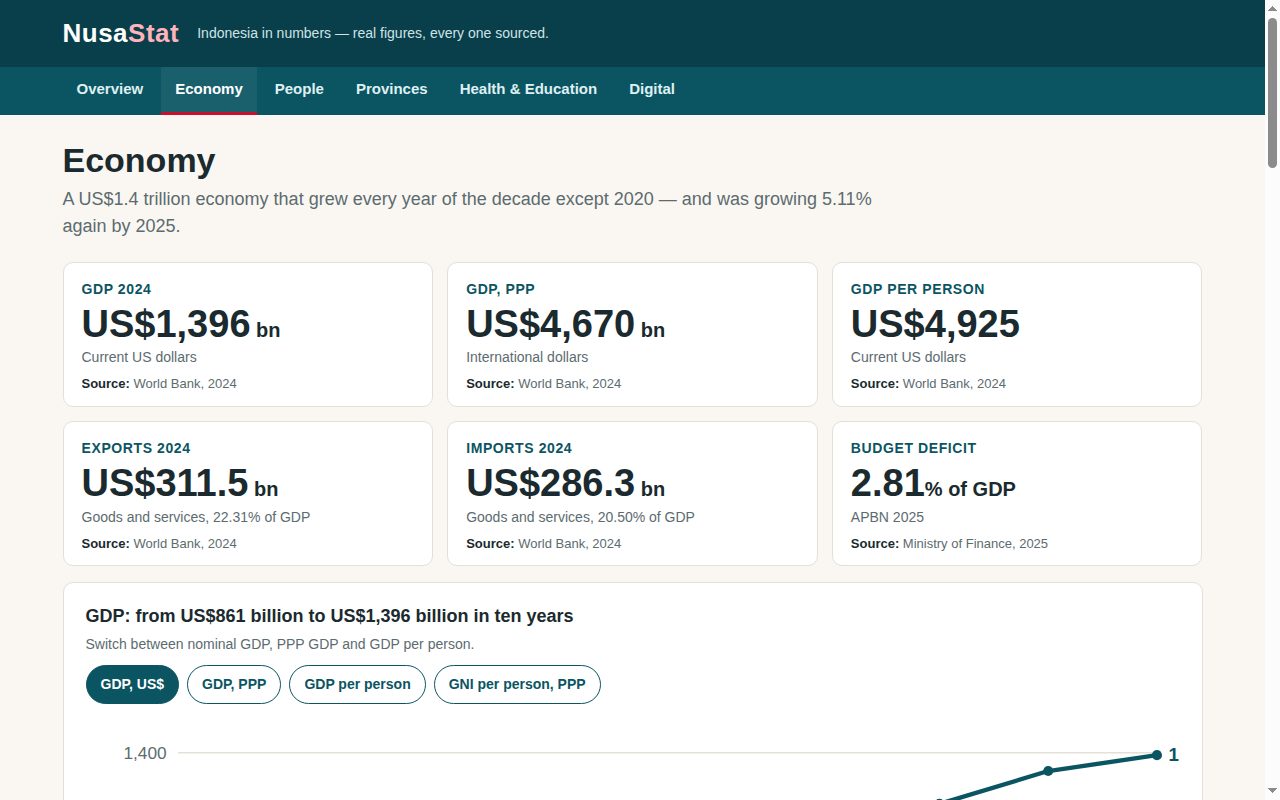 NusaStat Indonesia in numbers — real figures, every one sourced.
Overview Economy People Provinces Health & Education Digital
Economy
A US$1.4 trillion economy that grew every year of the decade except 2020 — and was growing 5.11%
again by 2025.
GDP 2024
US$1,396 bn
Current US dollars
Source: World Bank, 2024
GDP, PPP
US$4,670 bn
International dollars
Source: World Bank, 2024
GDP PER PERSON
US$4,925
Current US dollars
Source: World Bank, 2024
EXPORTS 2024
US$311.5 bn
Goods and services, 22.31% of GDP
Source: World Bank, 2024
IMPORTS 2024
US$286.3 bn
Goods and services, 20.50% of GDP
Source: World Bank, 2024
BUDGET DEFICIT
2.81% of GDP
APBN 2025
Source: Ministry of Finance, 2025
GDP: from US$861 billion to US$1,396 billion in ten years
Switch between nominal GDP, PPP GDP and GDP per person.
GDP, US$ GDP, PPP GDP per person GNI per person, PPP
1,400
1